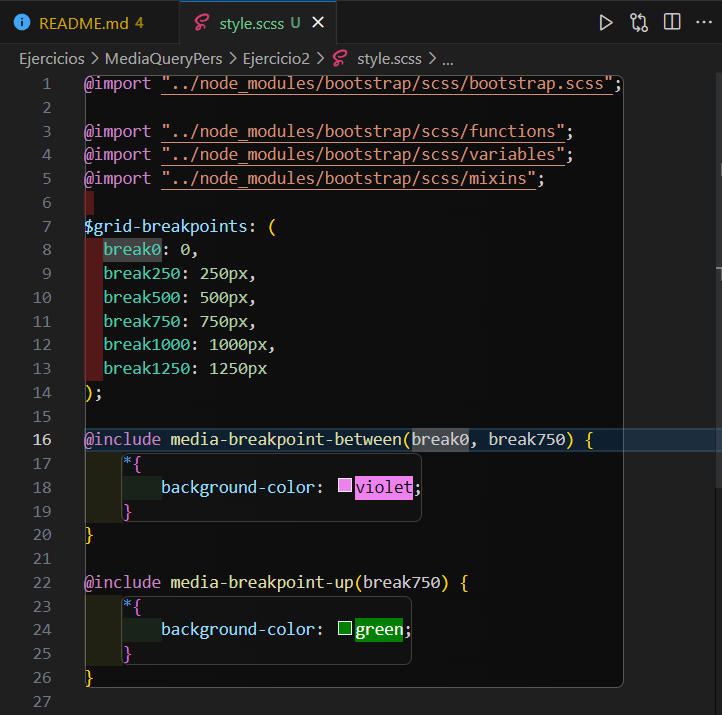 README.md 4 style.scss U
Ejercicios > MediaQueryPers > Ejercicio2 > style.scss > ...
1 @import "../node_modules/bootstrap/scss/bootstrap.scss";
2
3 @import "../node_modules/bootstrap/scss/functions";
4 @import "../node_modules/bootstrap/scss/variables";
5 @import "../node_modules/bootstrap/scss/mixins";
6
7 $grid-breakpoints: (
8 break0: 0,
9 break250: 250px,
10 break500: 500px,
11 break750: 750px,
12 break1000: 1000px,
13 break1250: 1250px
14 );
15
16 @include media-breakpoint-between(break0, break750) {
17 *{
18 background-color: violet;
19 }
20 }
21
22 @include media-breakpoint-up(break750) {
23 *{
24 background-color: green;
25 }
26 }
27